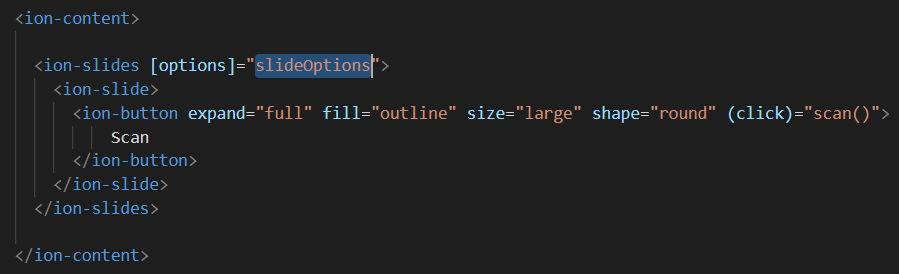 <ion-content>
<ion-slides [options]="slideOptions">
<ion-slide>
<ion-button expand="full" fill="outline" size="large" shape="round" (click)="scan()">
Scan
</ion-button>
</ion-slide>
</ion-slides>
</ion-content>